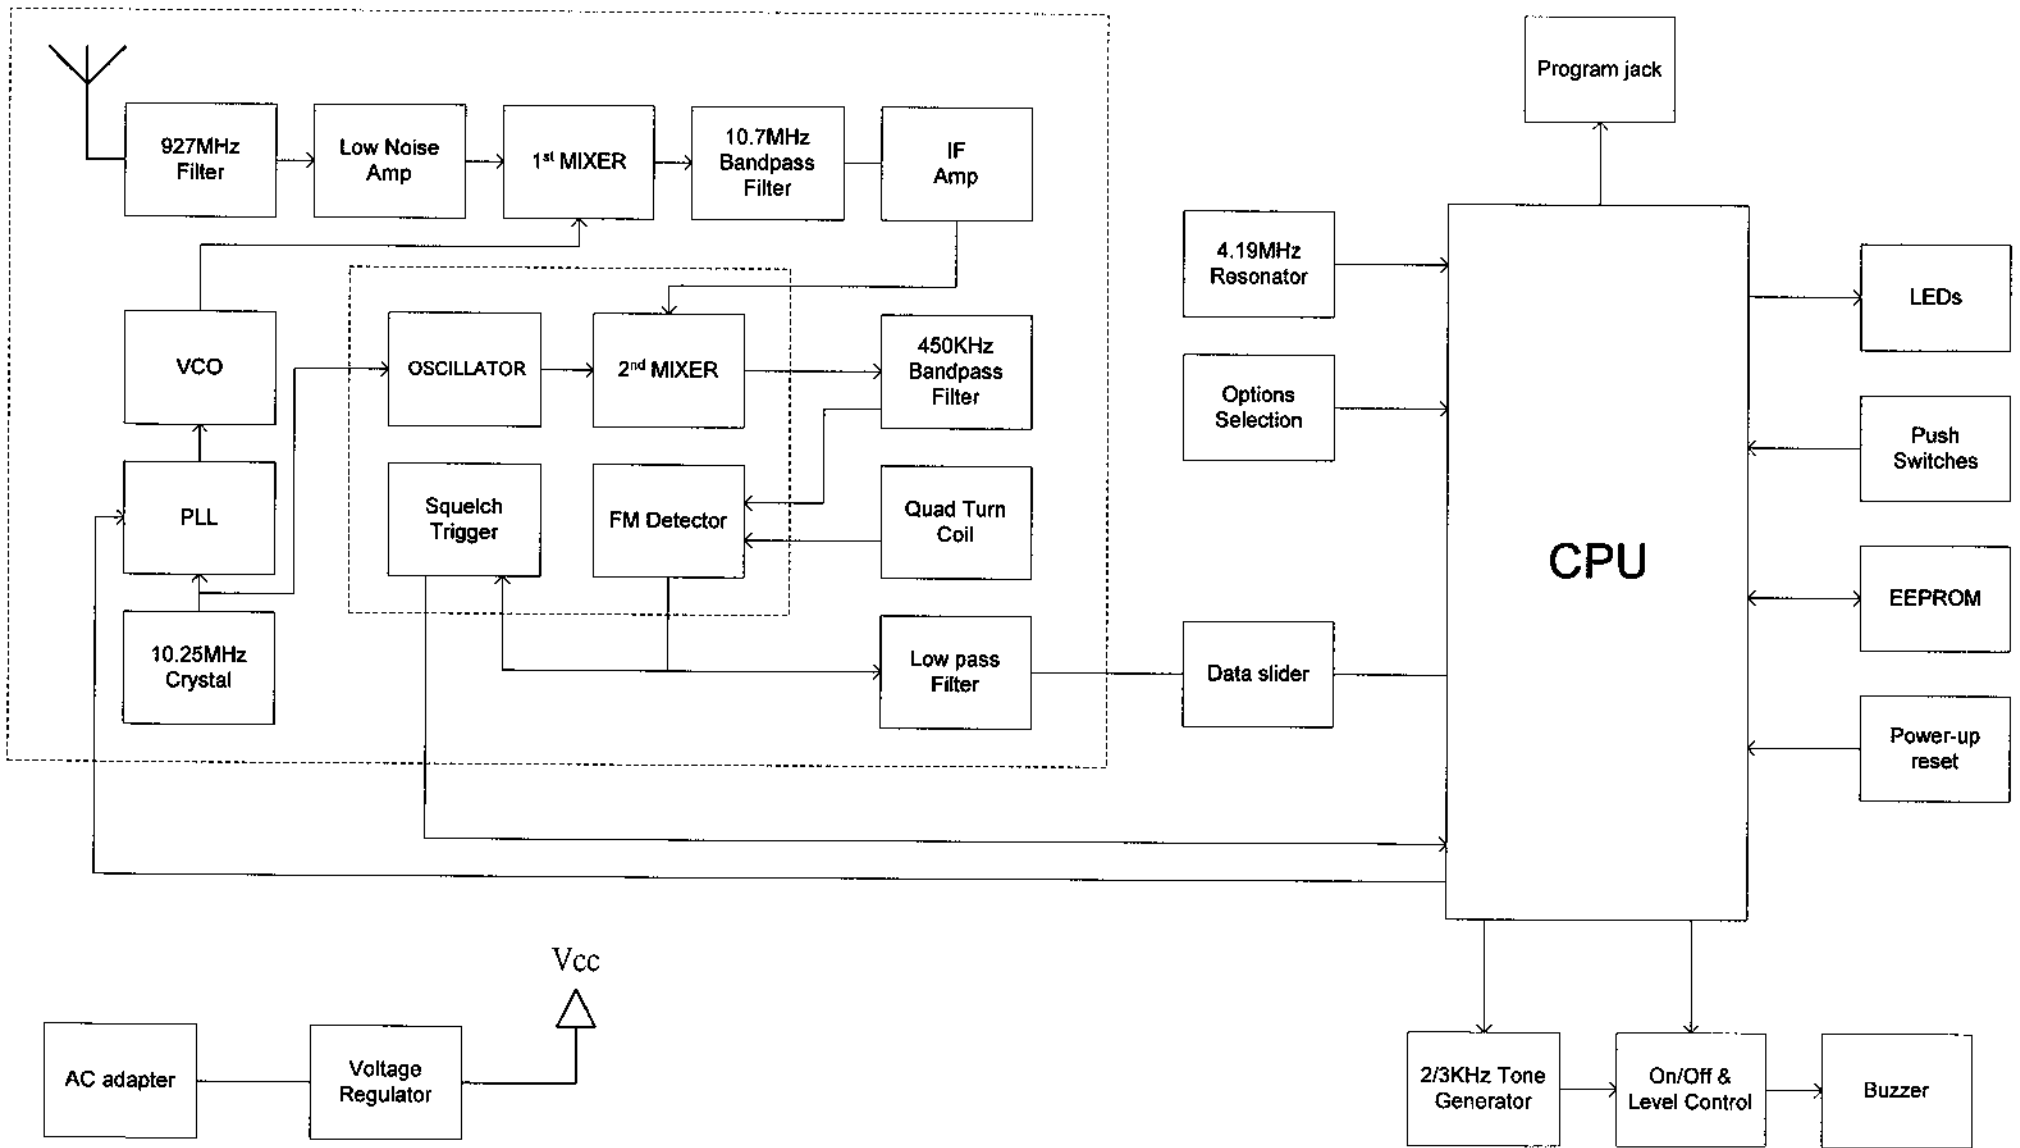 Program jack
927MHz
Filter
Low Noise
Amp
1st MIXER
10.7MHz
Bandpass
Filter
IF
Amp
4.19MHz
Resonator
LEDs
VCO
OSCILLATOR
2nd MIXER
450KHz
Bandpass
Filter
Options
Selection
Push
Switches
PLL
Squelch
Trigger
FM Detector
Quad Turn
Coil
CPU
EEPROM
10.25MHz
Crystal
Low pass
Filter
Data slider
Power-up
reset
Vcc
AC adapter
Voltage
Regulator
2/3KHz Tone
Generator
On/Off &
Level Control
Buzzer